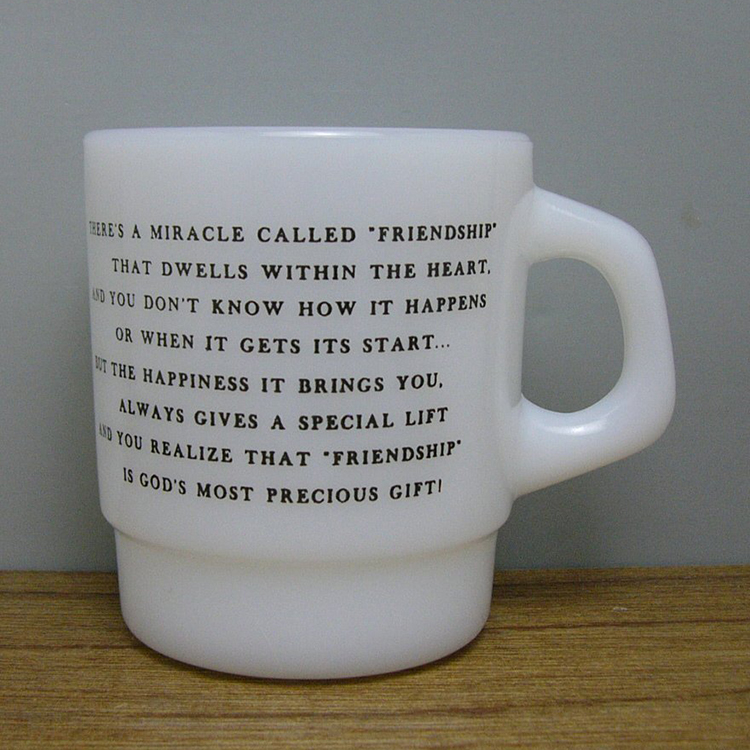 THERE'S A MIRACLE CALLED "FRIENDSHIP"
THAT DWELLS WITHIN THE HEART,
AND YOU DON'T KNOW HOW IT HAPPENS
OR WHEN IT GETS ITS START...
BUT THE HAPPINESS IT BRINGS YOU,
ALWAYS GIVES A SPECIAL LIFT
AND YOU REALIZE THAT "FRIENDSHIP"
IS GOD'S MOST PRECIOUS GIFT!